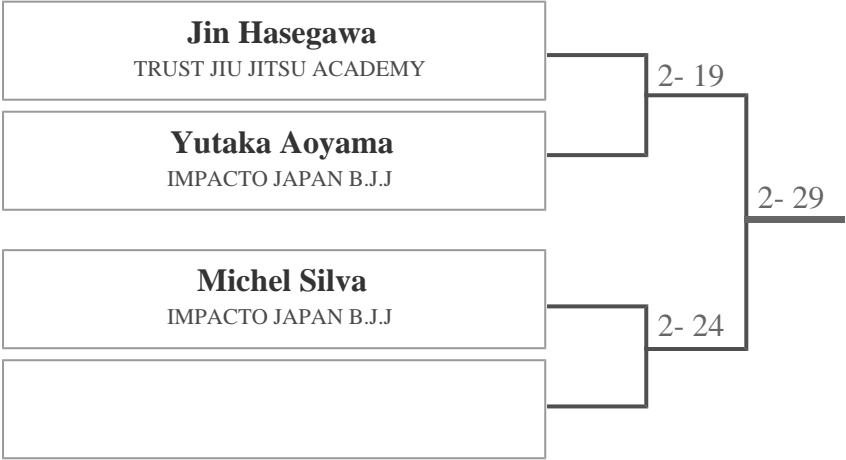 Jin Hasegawa
TRUST JIU JITSU ACADEMY
2- 19
Yutaka Aoyama
IMPACTO JAPAN B.J.J
2- 29
Michel Silva
IMPACTO JAPAN B.J.J
2- 24